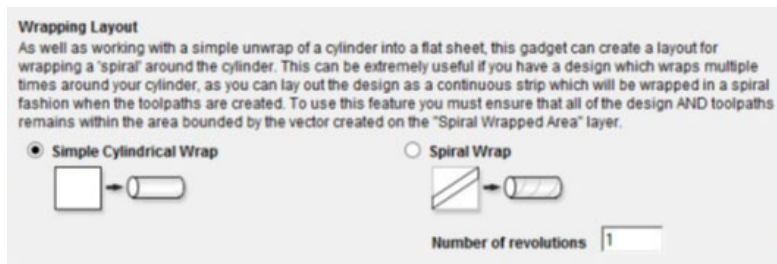 Wrapping Layout
As well as working with a simple unwrap of a cylinder into a flat sheet, this gadget can create a layout for
wrapping a 'spiral' around the cylinder. This can be extremely useful if you have a design which wraps multiple
times around your cylinder, as you can lay out the design as a continuous strip which will be wrapped in a spiral
fashion when the toolpaths are created. To use this feature you must ensure that all of the design AND toolpaths
remains within the area bounded by the vector created on the "Spiral Wrapped Area" layer.
Simple Cylindrical Wrap
Spiral Wrap
Number of revolutions 1